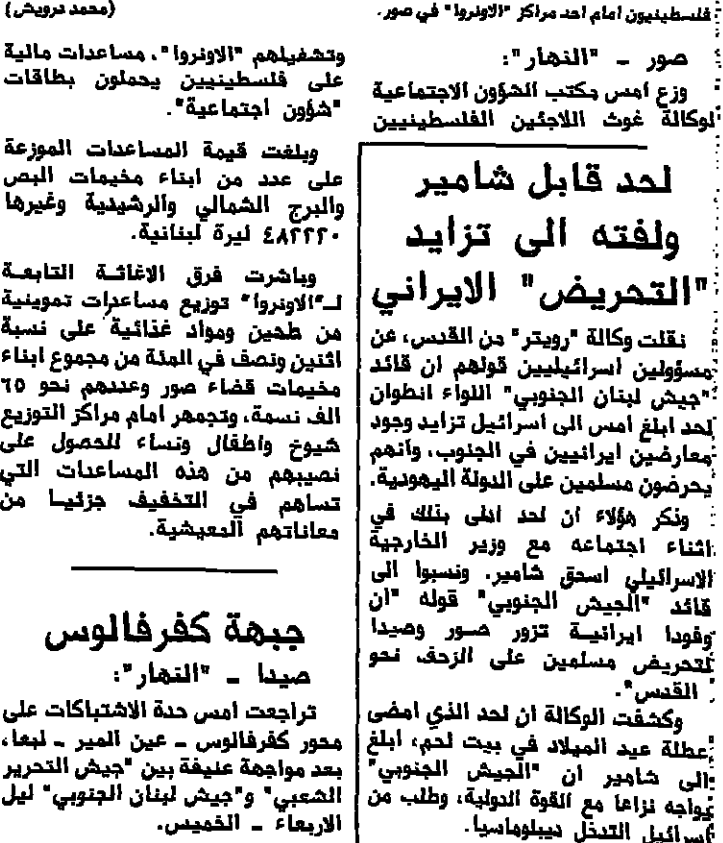 فلسطينيون امام احد مراكز "الاونروا" في صور.
(محمد درويش)
صور - "النهار":
وزع امس مكتب الشؤون الاجتماعية
لوكالة غوث اللاجئين الفلسطينيين
وتشغيلهم "الاونروا"، مساعدات مالية
على فلسطينيين يحملون بطاقات
"شؤون اجتماعية".
وبلغت قيمة المساعدات الموزعة
على عدد من ابناء مخيمات البص
والبرج الشمالي والرشيدية وغيرها
٤٨٢٢٢٠ ليرة لبنانية.
وباشرت فرق الاغاثة التابعة
لـ"الاونروا" توزيع مساعدات تموينية
من طحين ومواد غذائية على نسبة
اثنين ونصف في المئة من مجموع ابناء
مخيمات قضاء صور وعددهم نحو ٦٥
الف نسمة، وتجمهر امام مراكز التوزيع
شيوخ واطفال ونساء للحصول على
نصيبهم من هذه المساعدات التي
تساهم في التخفيف جزئيا من
معاناتهم المعيشية.
لحد قابل شامير
ولفته الى تزايد
"التحريض" الايراني
نقلت وكالة "رويتر" من القدس، عن
مسؤولين اسرائيليين قولهم ان قائد
"جيش لبنان الجنوبي" اللواء انطوان
لحد ابلغ امس الى اسرائيل تزايد وجود
معارضين ايرانيين في الجنوب، وانهم
يحرضون مسلمين على الدولة اليهودية.
وذكر هؤلاء ان لحد ادلى بذلك في
اثناء اجتماعه مع وزير الخارجية
الاسرائيلي اسحق شامير. ونسبوا الى
قائد "الجيش الجنوبي" قوله "ان
وفودا ايرانية تزور صور وصيدا
لتحريض مسلمين على الزحف نحو
القدس".
وكشفت الوكالة ان لحد الذي امضى
عطلة عيد الميلاد في بيت لحم، ابلغ
الى شامير ان "الجيش الجنوبي"
يواجه نزاعا مع القوة الدولية، وطلب من
اسرائيل التدخل ديبلوماسيا.
جبهة كفرفالوس
صيدا - "النهار":
تراجعت امس حدة الاشتباكات على
محور كفرفالوس - عين المير - لبعا،
بعد مواجهة عنيفة بين "جيش التحرير
الشعبي" و"جيش لبنان الجنوبي" ليل
الاربعاء - الخميس.